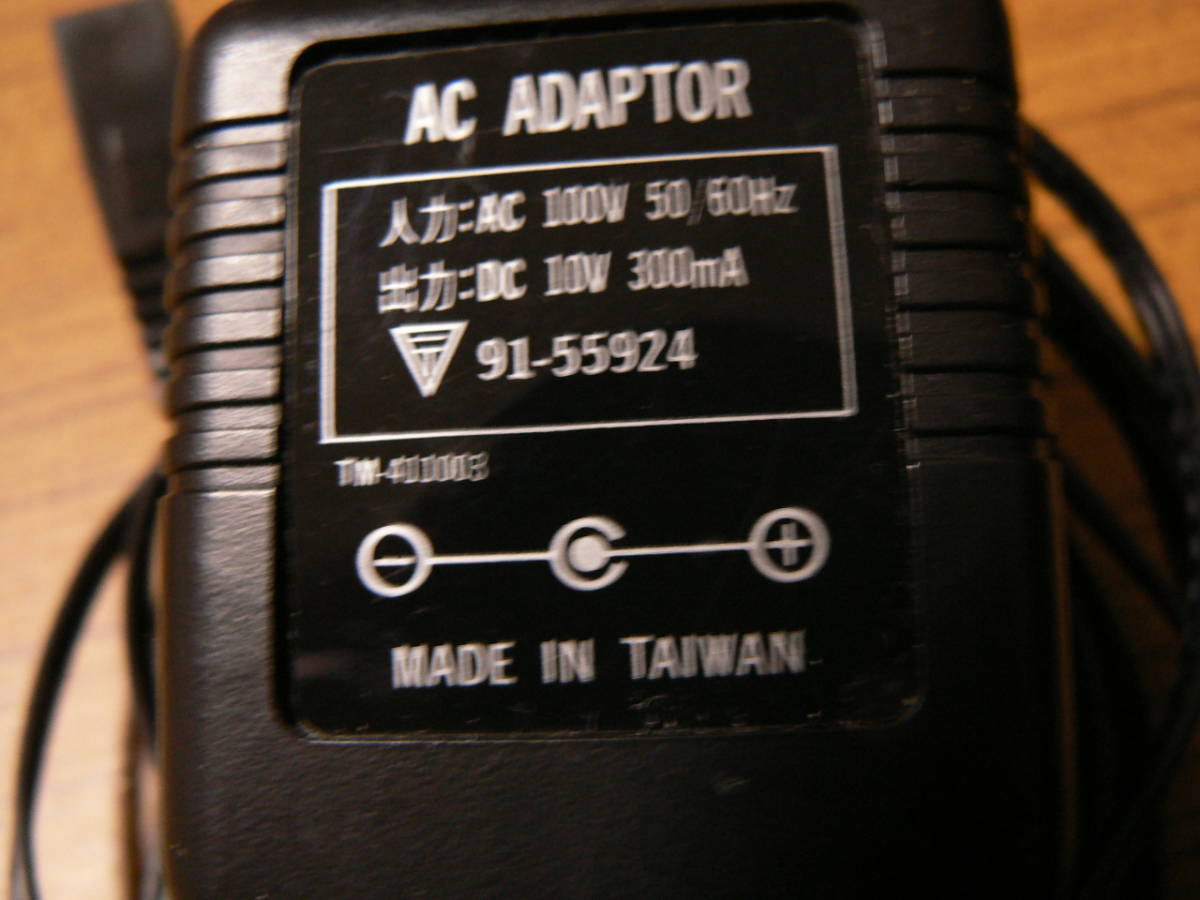 AC ADAPTOR
入力:AC 100V 50/60Hz
出力:DC 10V 300mA
91-55924
MADE IN TAIWAN